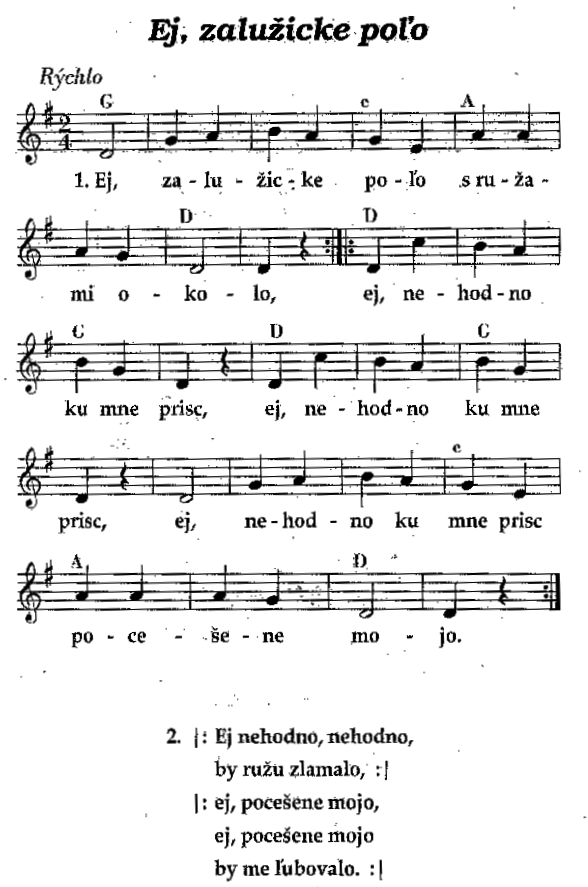 Ej, zalužicke poľo
Rýchlo
G e A
2
4
1. Ej, za - lu - žic - ke po - ľo s ru - ža -
D D
mi o - ko - lo, ej, ne - hod - no
G D G
ku mne prisc, ej, ne - hod - no ku mne
e
prisc, ej, ne - hod - no ku mne prisc
A D
po - ce - še - ne mo - jo.
2. |: Ej nehodno, nehodno,
by ružu zlamalo, :|
|: ej, pocešene mojo,
ej, pocešene mojo
by me ľubovalo. :|